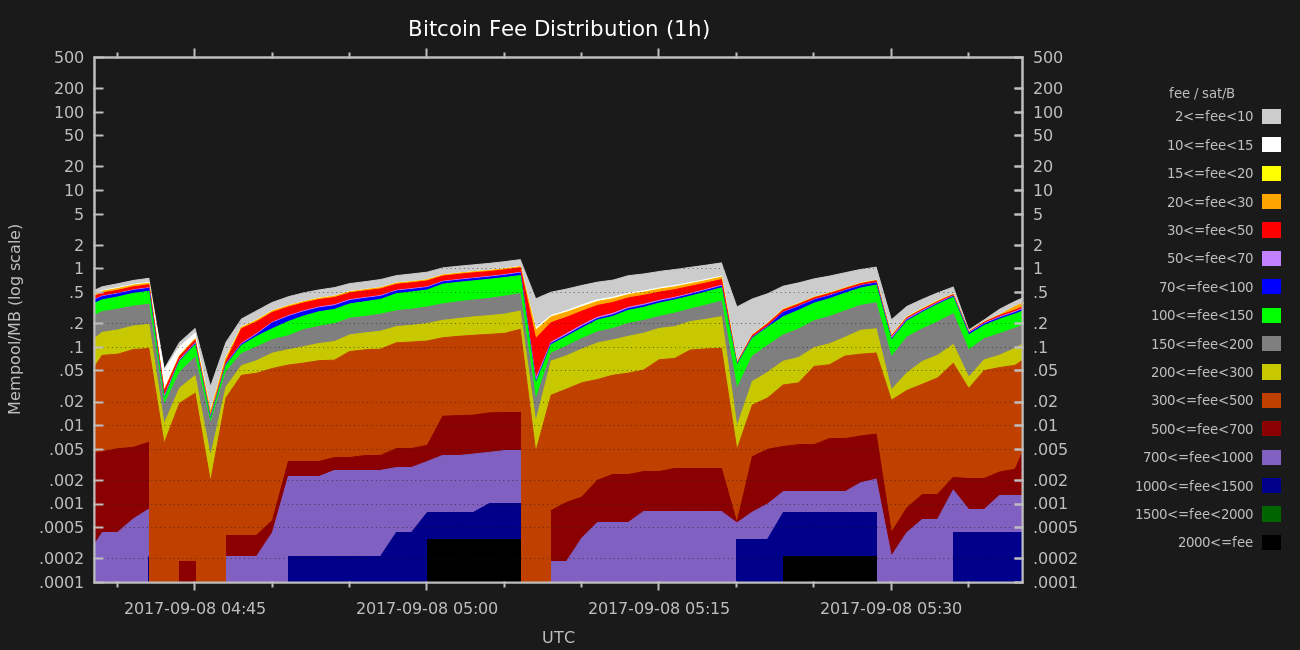 Bitcoin Fee Distribution (1h)
500 500
200 200
100 100
50 50
20 20
10 10
5 5
2 2
1 1
.5 .5
.2 .2
.1 .1
.05 .05
.02 .02
.01 .01
.005 .005
.002 .002
.001 .001
.0005 .0005
.0002 .0002
.0001 .0001
Mempool/MB (log scale)
2017-09-08 04:45 2017-09-08 05:00 2017-09-08 05:15 2017-09-08 05:30
UTC
fee / sat/B
2<=fee<10
10<=fee<15
15<=fee<20
20<=fee<30
30<=fee<50
50<=fee<70
70<=fee<100
100<=fee<150
150<=fee<200
200<=fee<300
300<=fee<500
500<=fee<700
700<=fee<1000
1000<=fee<1500
1500<=fee<2000
2000<=fee